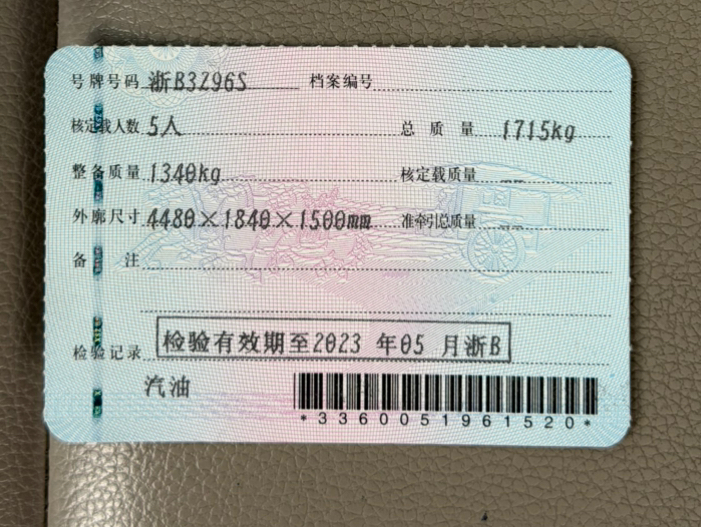 号牌号码 浙B3Z96S 档案编号
核定载人数 5人 总质量 1715kg
整备质量 1340kg 核定载质量 --
外廓尺寸 4480×1840×1500mm 准牵引总质量 --
备注
检验记录 检验有效期至2023年05月浙B
汽油
*3360051961520*